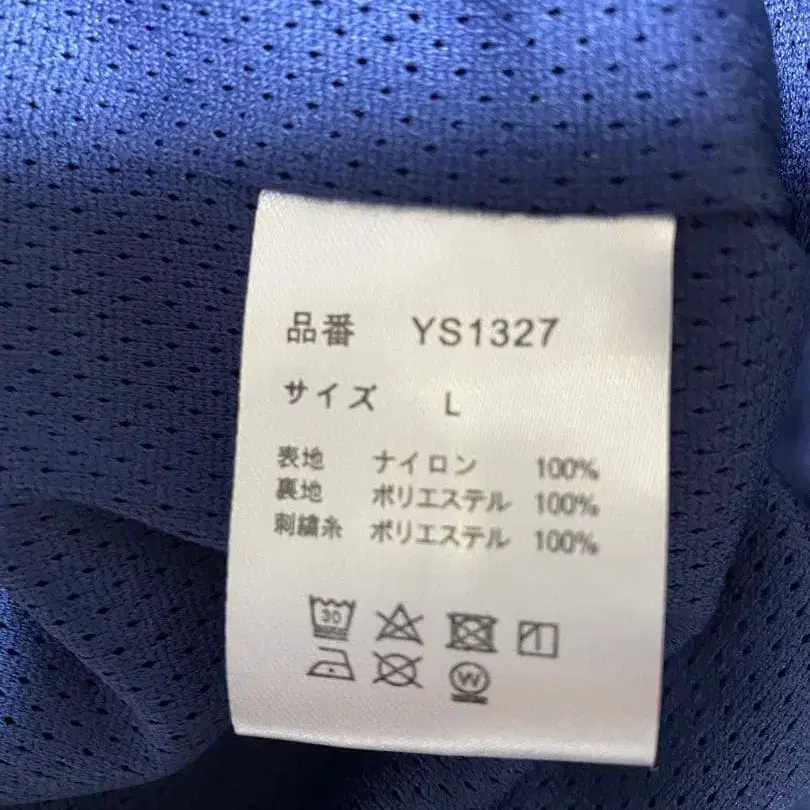 品番 YS1327
サイズ L
表地 ナイロン 100%
裏地 ポリエステル 100%
刺繍糸 ポリエステル 100%
30
W